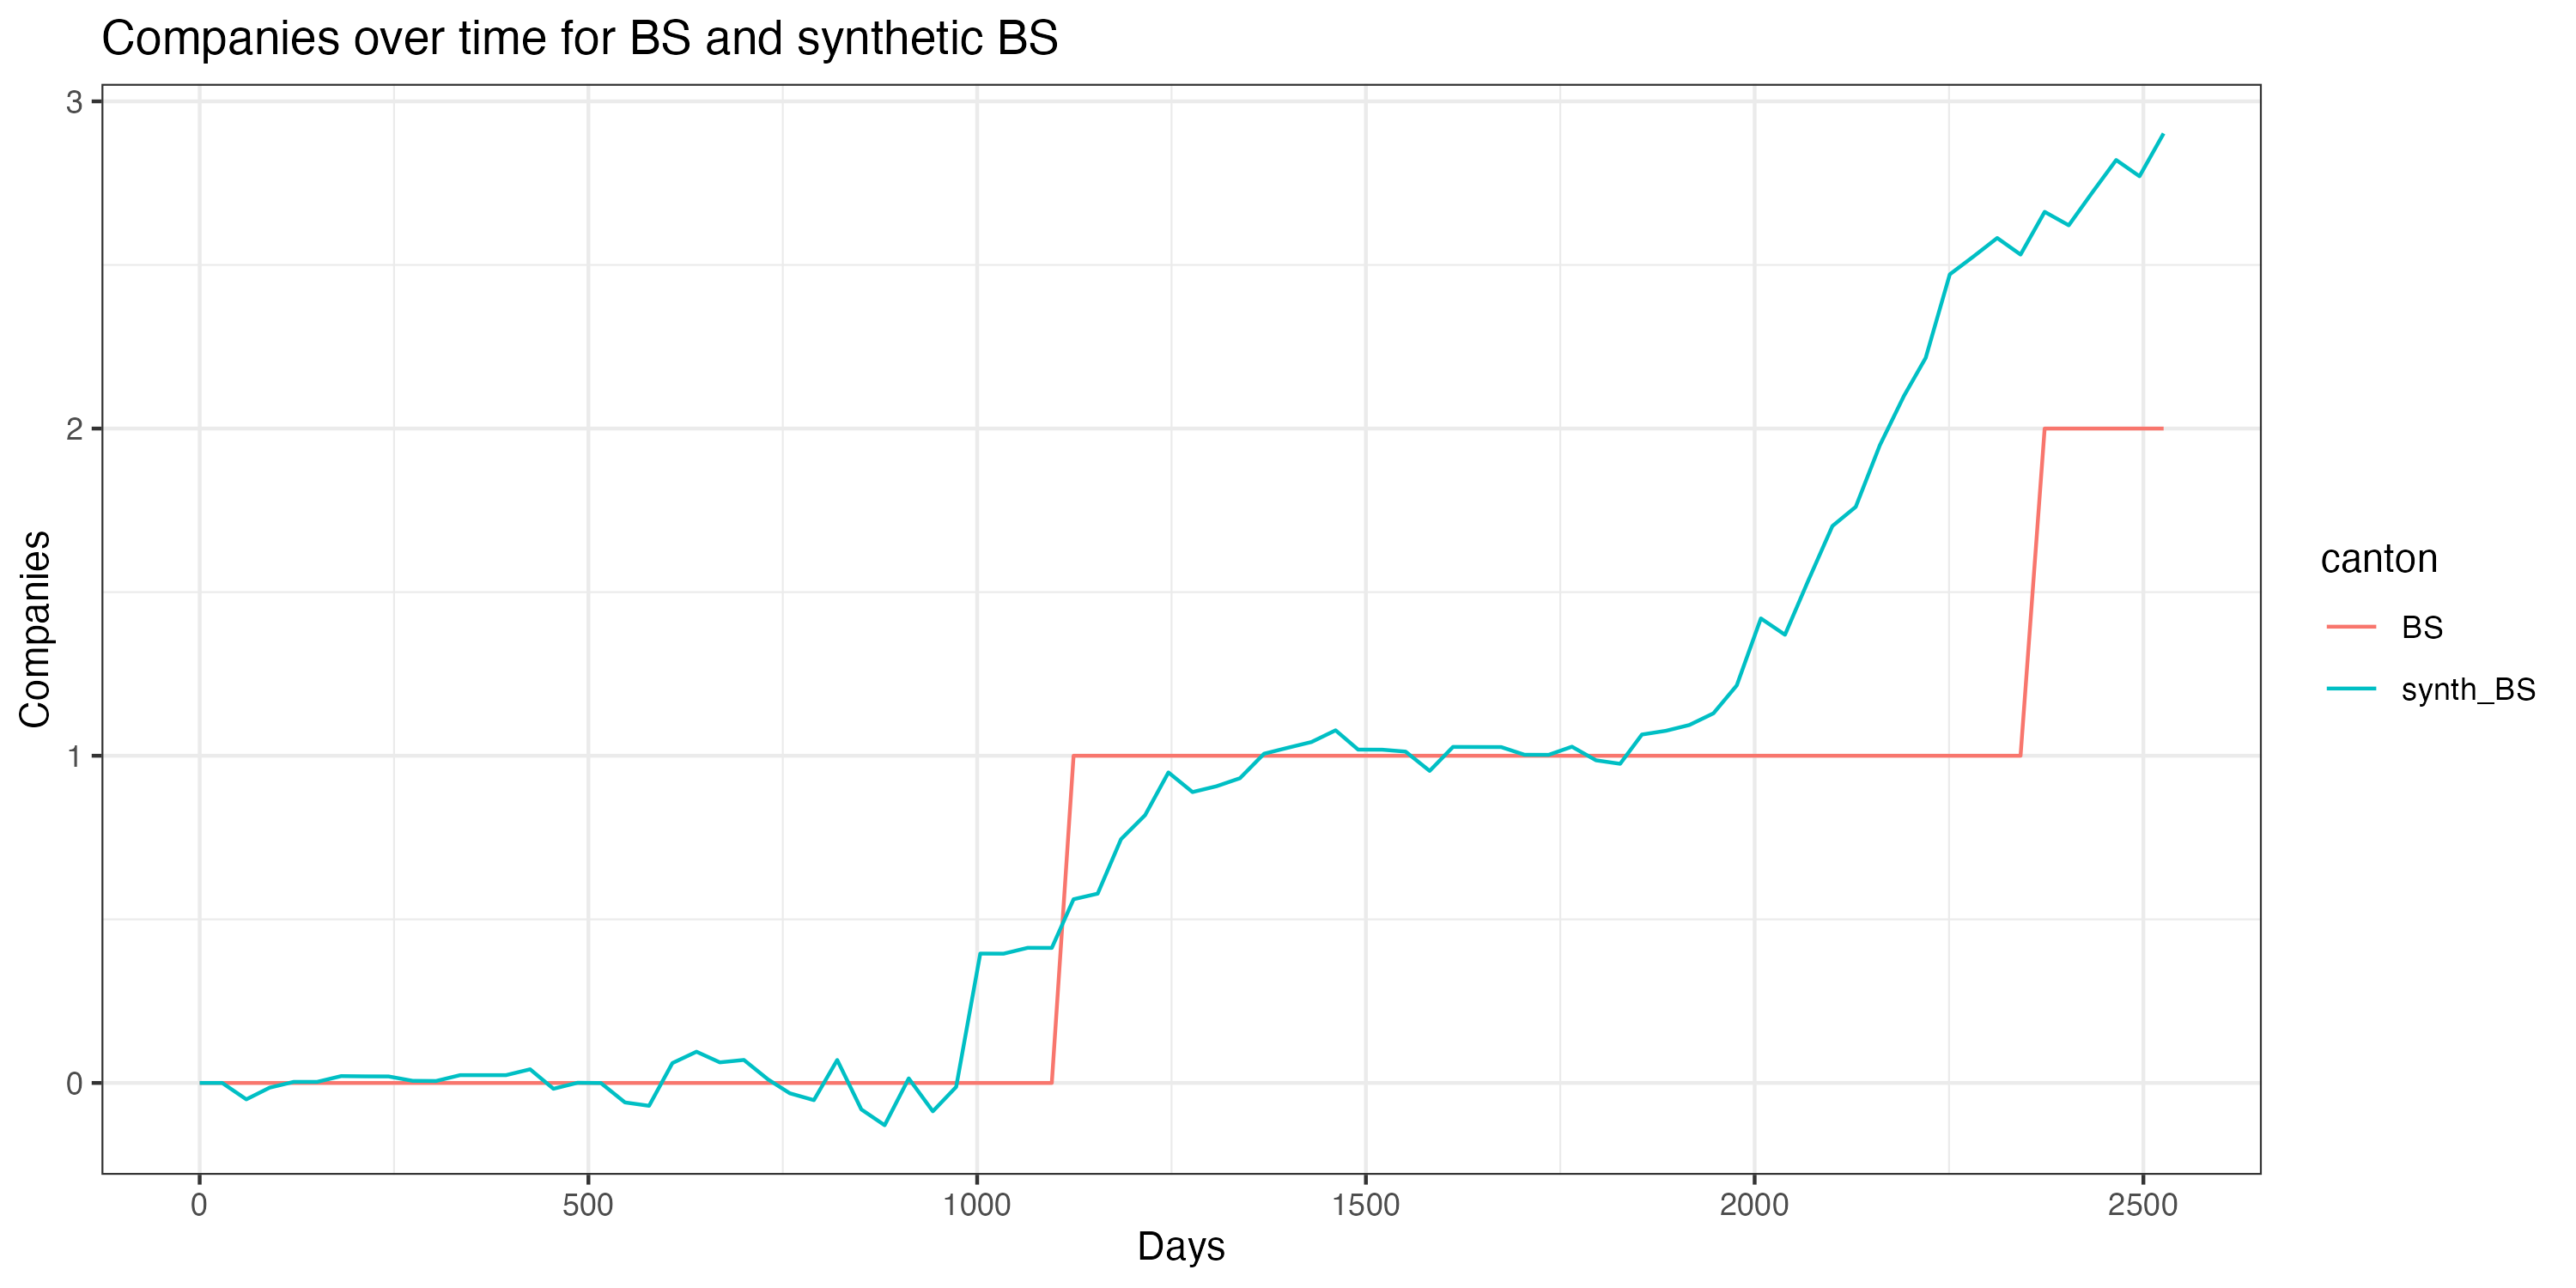 Companies over time for BS and synthetic BS
3
2
1
0
Companies
0 500 1000 1500 2000 2500
Days
canton
BS
synth_BS